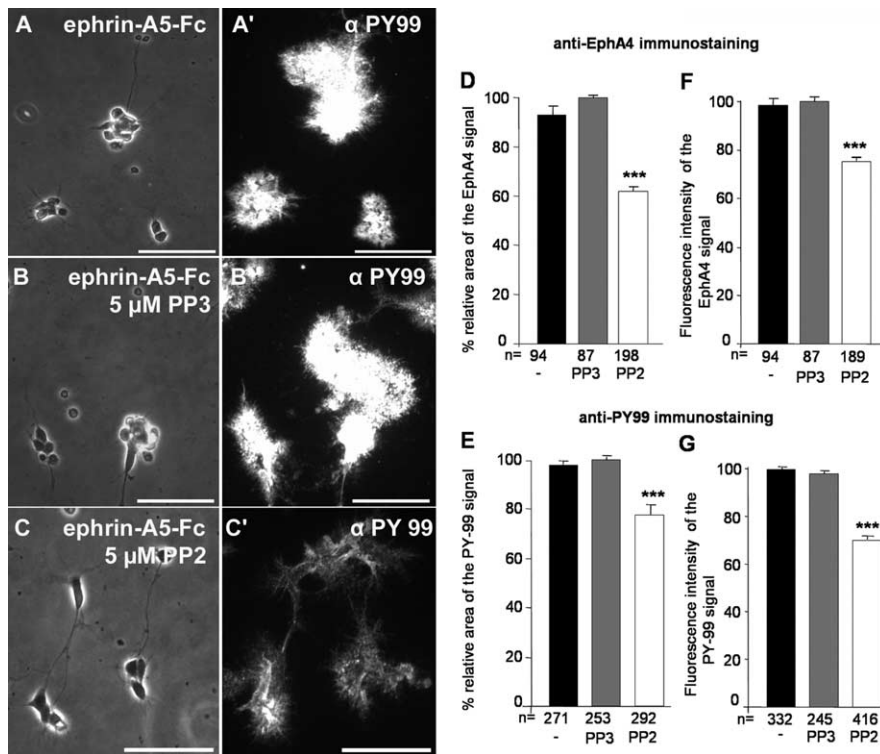 A
ephrin-A5-Fc
A'
α PY99
B
ephrin-A5-Fc
5 µM PP3
B'
α PY99
C
ephrin-A5-Fc
5 µM PP2
C'
α PY 99
anti-EphA4 immunostaining
D
% relative area of the EphA4 signal
100
80
60
40
20
0
***
n= 94 87 198
- PP3 PP2
F
Fluorescence intensity of the
EphA4 signal
100
80
60
40
20
0
***
n= 94 87 189
- PP3 PP2
anti-PY99 immunostaining
E
% relative area of the PY-99 signal
100
80
60
40
20
0
***
n= 271 253 292
- PP3 PP2
G
Fluorescence intensity of the
PY-99 signal
100
80
60
40
20
0
***
n= 332 245 416
- PP3 PP2